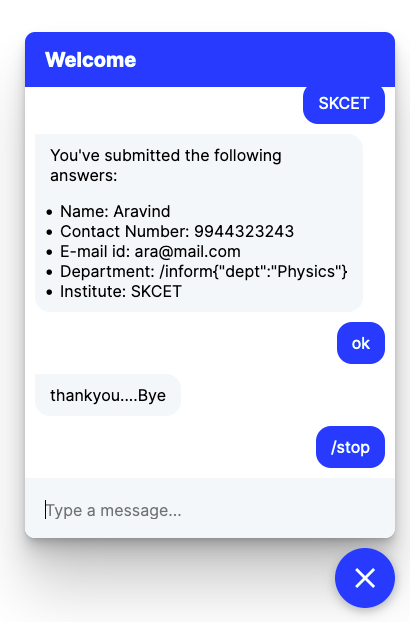 Welcome
SKCET
You've submitted the following
answers:
• Name: Aravind
• Contact Number: 9944323243
• E-mail id: ara@mail.com
• Department: /inform{"dept":"Physics"}
• Institute: SKCET
ok
thankyou....Bye
/stop
Type a message...